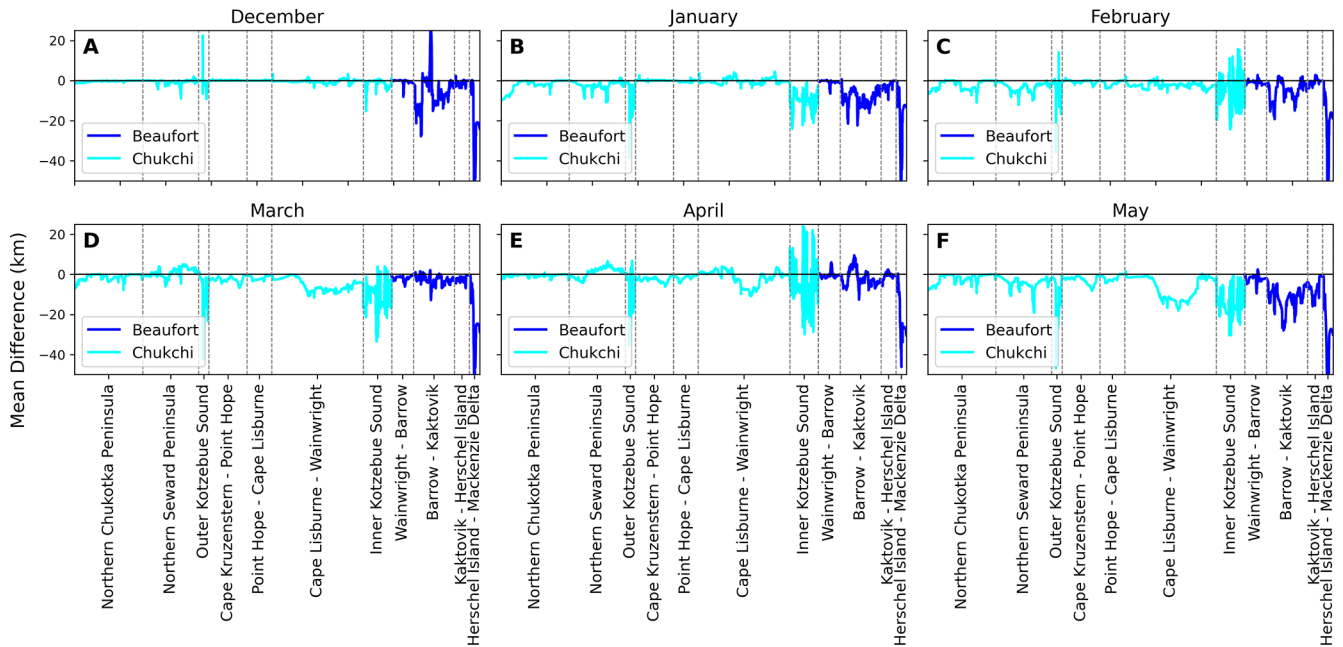 December
January
February
A
B
C
20
0
−20
−40
Beaufort
Chukchi
Beaufort
Chukchi
Beaufort
Chukchi
March
April
May
D
E
F
20
0
−20
−40
Beaufort
Chukchi
Beaufort
Chukchi
Beaufort
Chukchi
Mean Difference (km)
Northern Chukotka Peninsula
Northern Seward Peninsula
Outer Kotzebue Sound
Cape Kruzenstern - Point Hope
Point Hope - Cape Lisburne
Cape Lisburne - Wainwright
Inner Kotzebue Sound
Wainwright - Barrow
Barrow - Kaktovik
Kaktovik - Herschel Island
Herschel Island - Mackenzie Delta
Northern Chukotka Peninsula
Northern Seward Peninsula
Outer Kotzebue Sound
Cape Kruzenstern - Point Hope
Point Hope - Cape Lisburne
Cape Lisburne - Wainwright
Inner Kotzebue Sound
Wainwright - Barrow
Barrow - Kaktovik
Kaktovik - Herschel Island
Herschel Island - Mackenzie Delta
Northern Chukotka Peninsula
Northern Seward Peninsula
Outer Kotzebue Sound
Cape Kruzenstern - Point Hope
Point Hope - Cape Lisburne
Cape Lisburne - Wainwright
Inner Kotzebue Sound
Wainwright - Barrow
Barrow - Kaktovik
Kaktovik - Herschel Island
Herschel Island - Mackenzie Delta